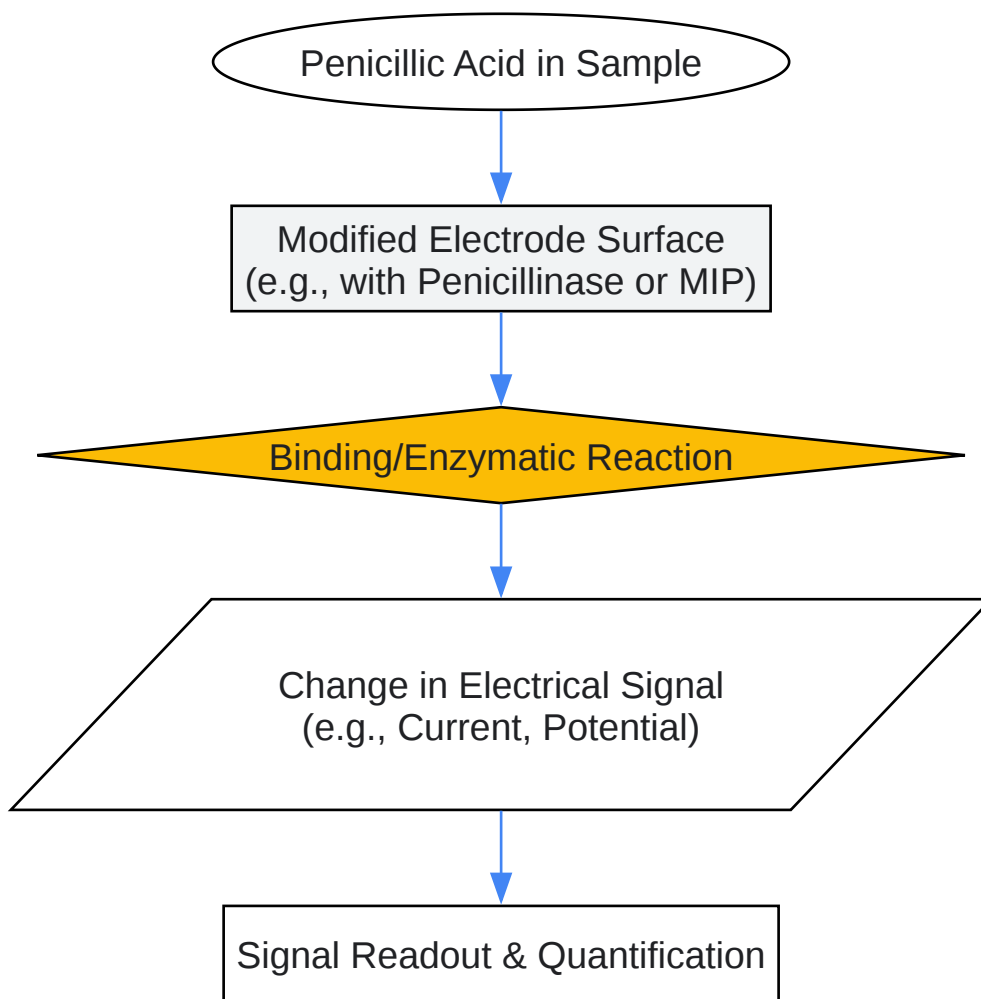 Penicillic Acid in Sample
Modified Electrode Surface
(e.g., with Penicillinase or MIP)
Binding/Enzymatic Reaction
Change in Electrical Signal
(e.g., Current, Potential)
Signal Readout & Quantification